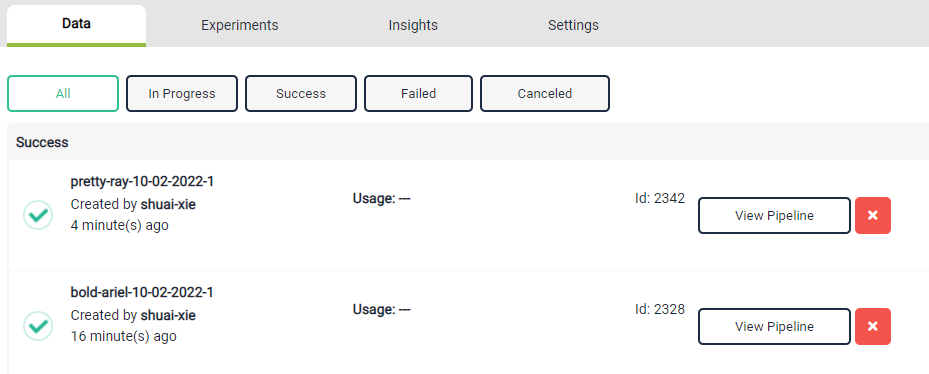 Data Experiments Insights Settings
All In Progress Success Failed Canceled
Success
pretty-ray-10-02-2022-1
Created by shuai-xie
4 minute(s) ago
Usage: ---
Id: 2342
View Pipeline
bold-ariel-10-02-2022-1
Created by shuai-xie
16 minute(s) ago
Usage: ---
Id: 2328
View Pipeline